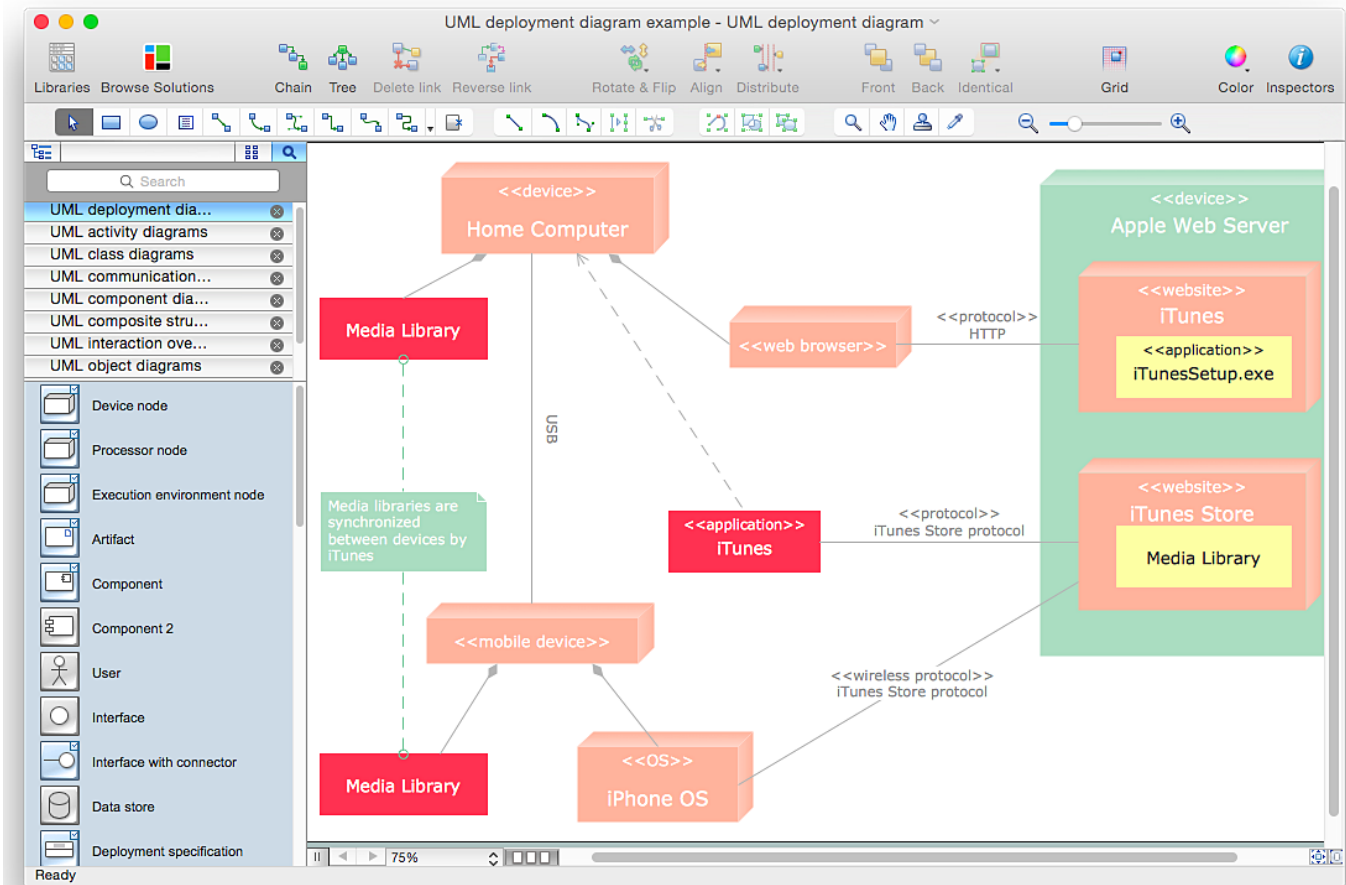 UML deployment diagram example - UML deployment diagram
Libraries Browse Solutions Chain Tree Delete link Reverse link Rotate & Flip Align Distribute Front Back Identical Grid Color Inspectors
Search
UML deployment dia...
UML activity diagrams
UML class diagrams
UML communication...
UML component dia...
UML composite stru...
UML interaction ove...
UML object diagrams
Device node
Processor node
Execution environment node
Artifact
Component
Component 2
User
Interface
Interface with connector
Data store
Deployment specification
<<device>>
Home Computer
Media Library
<<web browser>>
<<protocol>>
HTTP
<<device>>
Apple Web Server
<<website>>
iTunes
<<application>>
iTunesSetup.exe
USB
Media libraries are
synchronized
between devices by
iTunes
<<application>>
iTunes
<<protocol>>
iTunes Store protocol
<<website>>
iTunes Store
Media Library
<<mobile device>>
<<wireless protocol>>
iTunes Store protocol
Media Library
<<OS>>
iPhone OS
75%
Ready